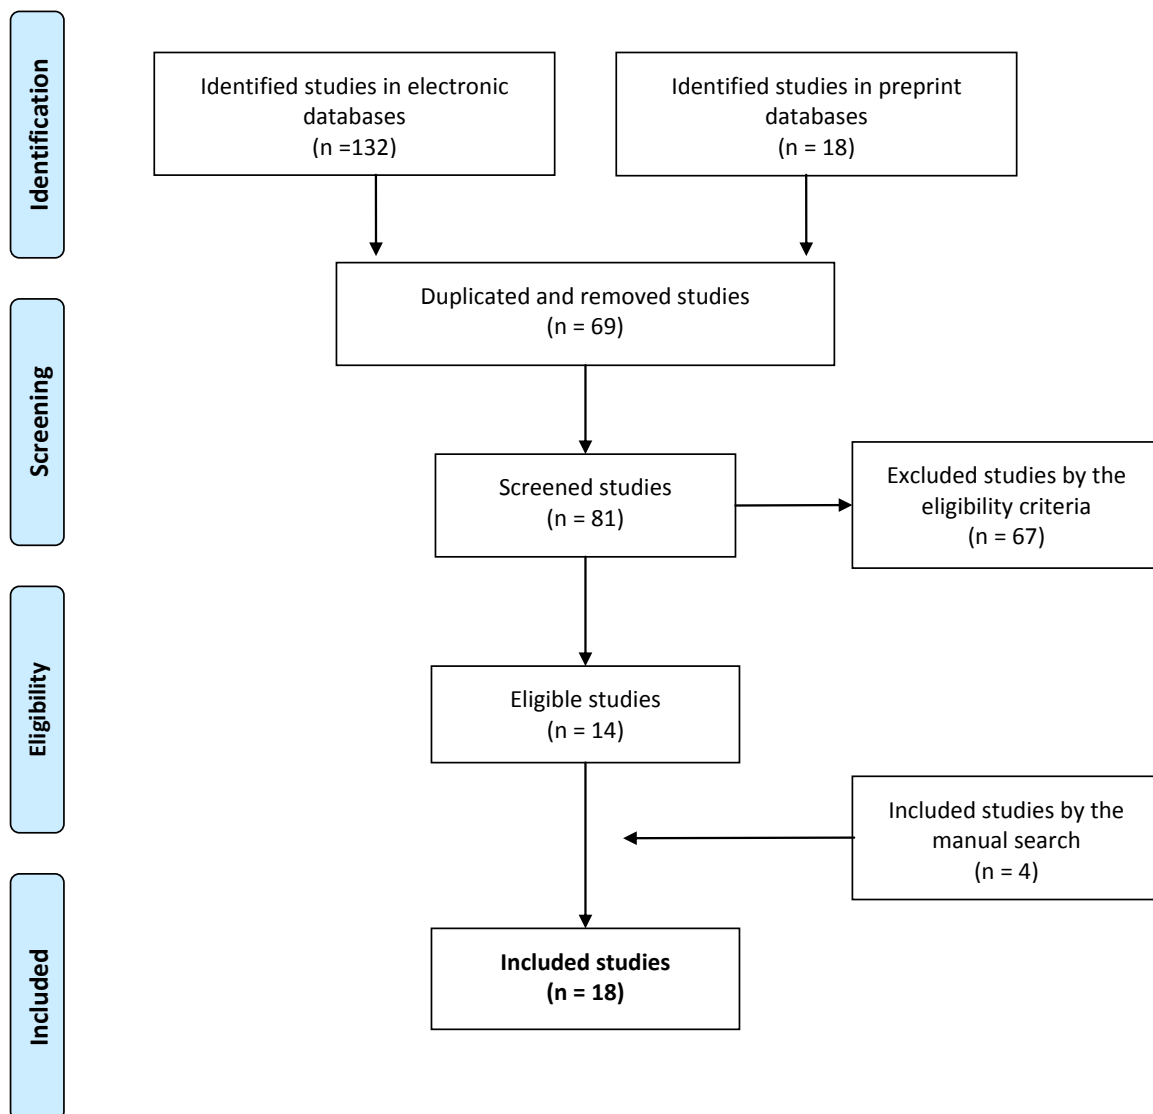 Identification
Identified studies in electronic
databases
(n =132)
Identified studies in preprint
databases
(n = 18)
Duplicated and removed studies
(n = 69)
Screening
Screened studies
(n = 81)
Excluded studies by the
eligibility criteria
(n = 67)
Eligibility
Eligible studies
(n = 14)
Included studies by the
manual search
(n = 4)
Included
Included studies
(n = 18)